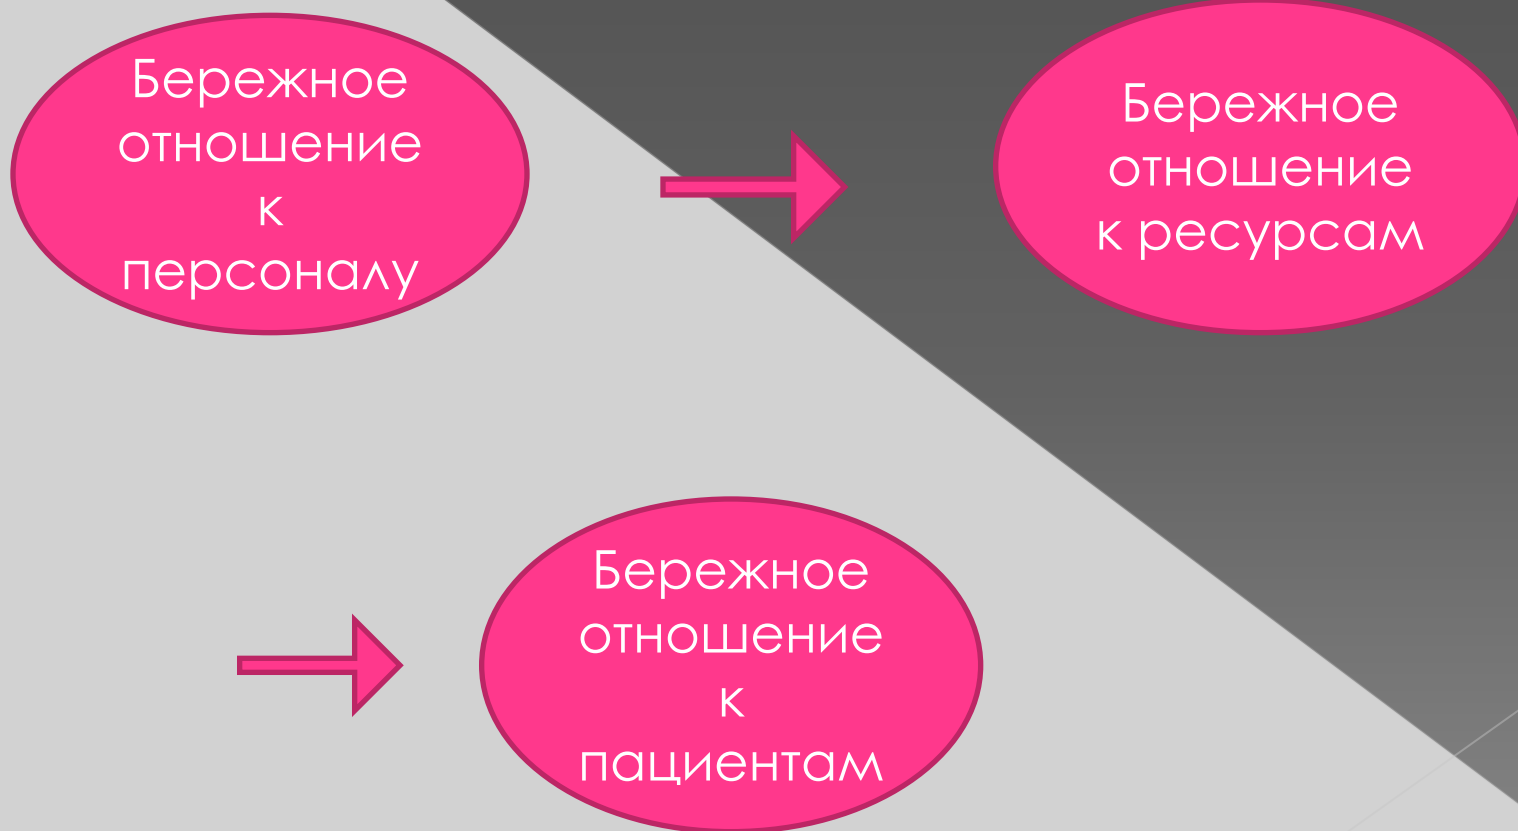 Бережное
отношение
к
персоналу
Бережное
отношение
к ресурсам
Бережное
отношение
к
пациентам